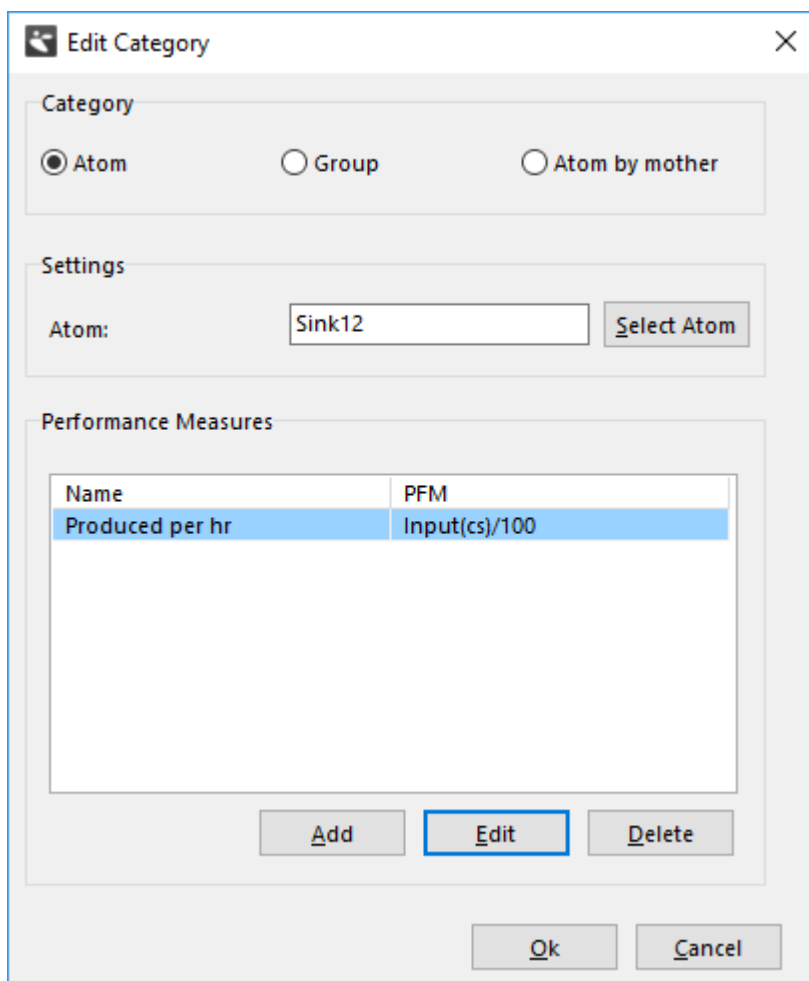 Edit Category
Category
Atom Group Atom by mother
Settings
Atom: Sink12 Select Atom
Performance Measures
Name PFM
Produced per hr Input(cs)/100
Add Edit Delete
Ok Cancel